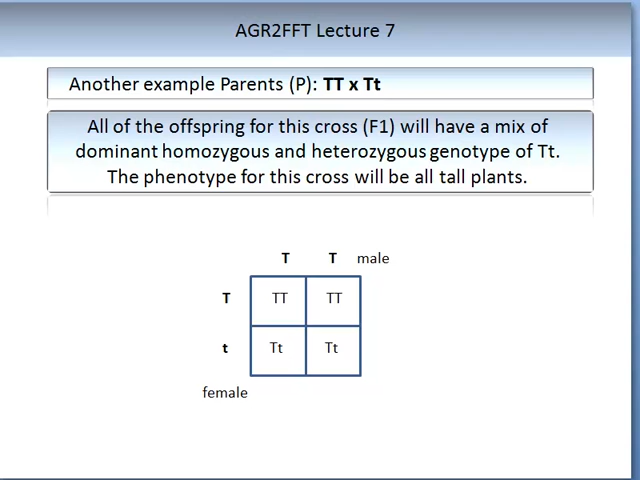 AGR2FFT Lecture 7
Another example Parents (P): TT x Tt
All of the offspring for this cross (F1) will have a mix of
dominant homozygous and heterozygous genotype of Tt.
The phenotype for this cross will be all tall plants.
T T male
T TT TT
t Tt Tt
female